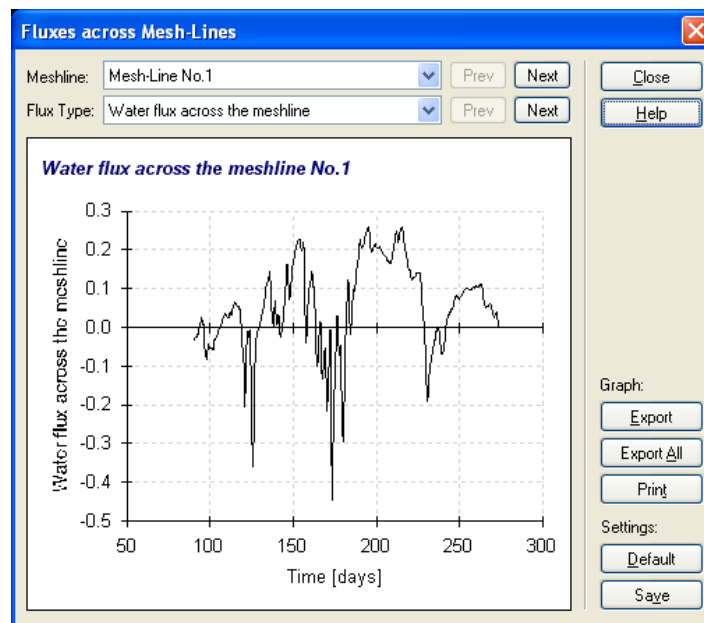 Fluxes across Mesh-Lines
Meshline: Mesh-Line No.1 Prev Next Close
Flux Type: Water flux across the meshline Prev Next Help
Water flux across the meshline No.1
Water flux across the meshline
0.3
0.2
0.1
0.0
-0.1
-0.2
-0.3
-0.4
-0.5
50 100 150 200 250 300
Time [days]
Graph:
Export
Export All
Print
Settings:
Default
Save